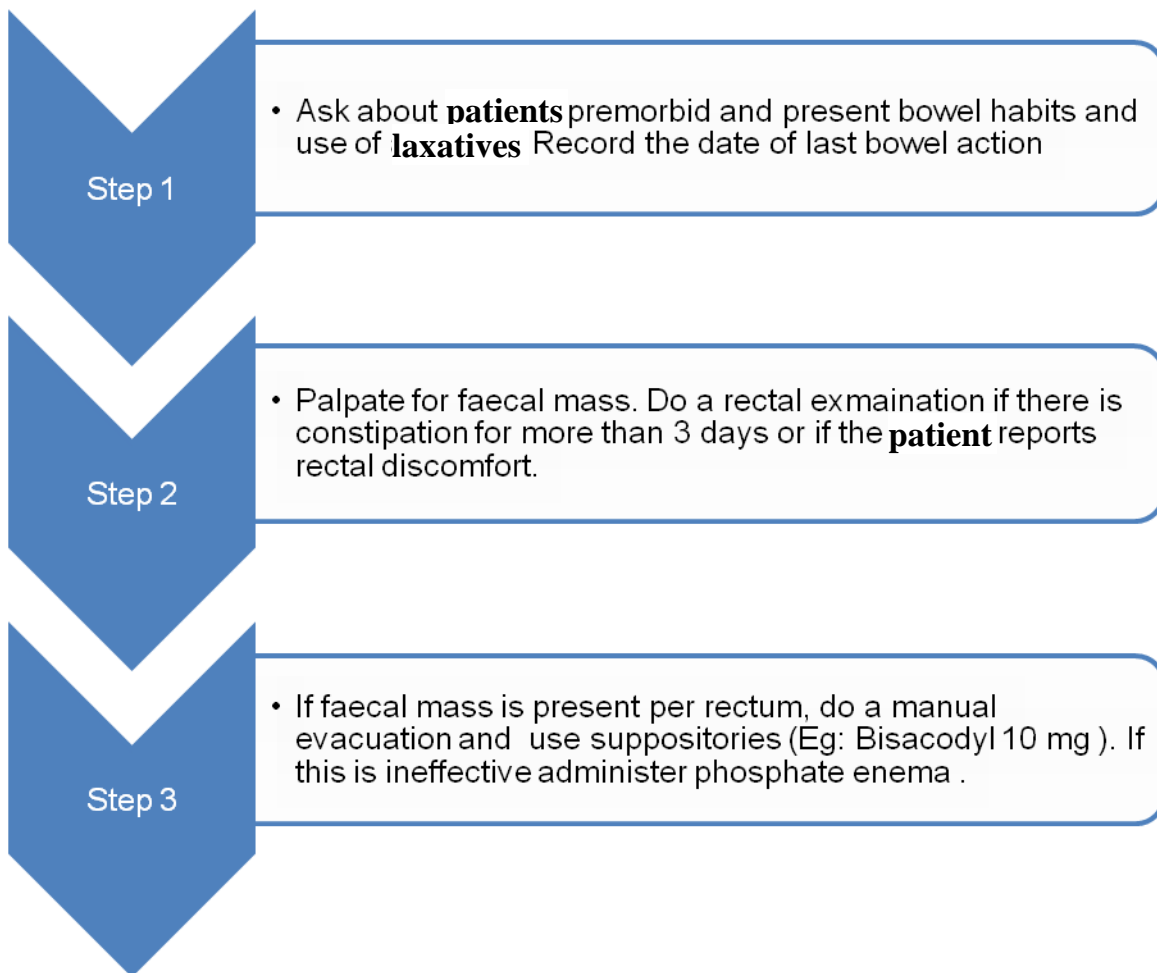 Step 1
• Ask about patients premorbid and present bowel habits and
use of laxatives Record the date of last bowel action
Step 2
• Palpate for faecal mass. Do a rectal exmaination if there is
constipation for more than 3 days or if the patient reports
rectal discomfort.
Step 3
• If faecal mass is present per rectum, do a manual
evacuation and use suppositories (Eg: Bisacodyl 10 mg ). If
this is ineffective administer phosphate enema .